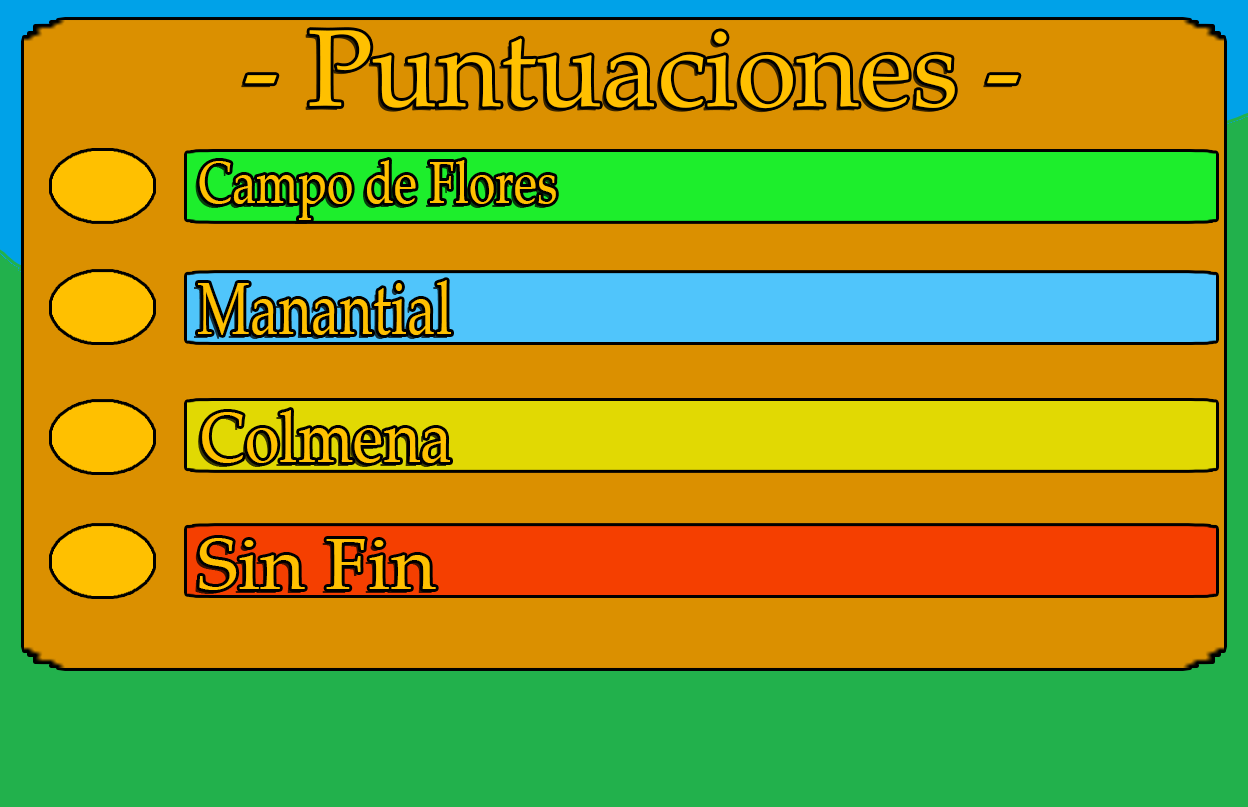 - Puntuaciones -
Campo de Flores
Manantial
Colmena
Sin Fin